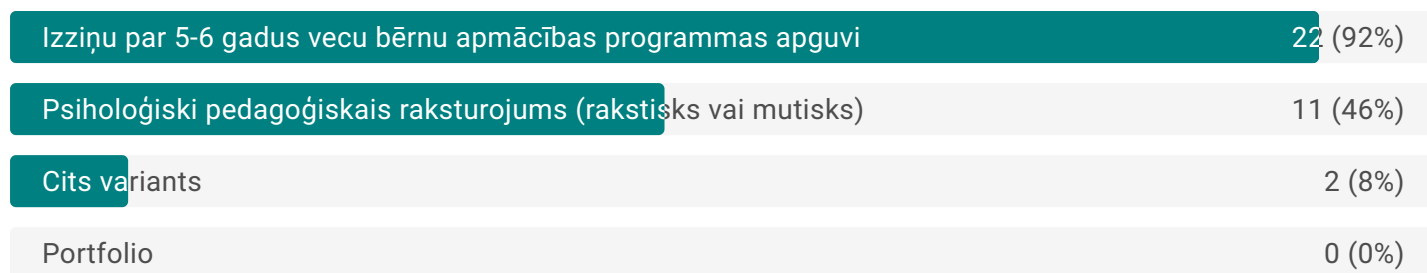 Izziņu par 5-6 gadus vecu bērnu apmācības programmas apguvi 22 (92%)
Psiholoģiski pedagoģiskais raksturojums (rakstisks vai mutisks) 11 (46%)
Cits variants 2 (8%)
Portfolio 0 (0%)